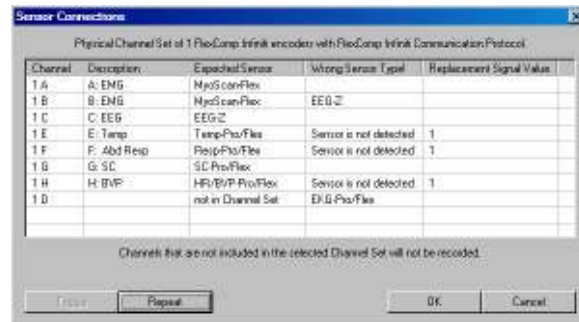 Sensor Connections
Physical Channel Set of 1 FlexComp Infiniti encoders with FlexComp Infiniti Communication Protocol.
Channel Description Expected Sensor Wrong Sensor Type! Replacement Signal Value
1 A A: EMG MyoScan-Flex
1 B B: EMG MyoScan-Flex EEG-Z
1 C C: EEG EEG-Z
1 E E: Temp Temp-Pro/Flex Sensor is not detected 1
1 F F: Abd Resp Resp-Pro/Flex Sensor is not detected 1
1 G G: SC SC-Pro/Flex
1 H H: BVP HR/BVP-Pro/Flex Sensor is not detected 1
1 D not in Channel Set EKG-Pro/Flex
Channels that are not included in the selected Channel Set will not be recorded.
Repeat OK Cancel